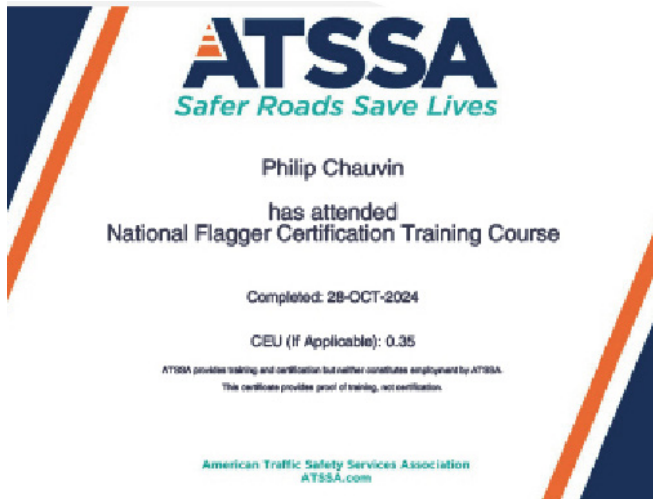 ATSSA
Safer Roads Save Lives
Philip Chauvin
has attended
National Flagger Certification Training Course
Completed: 28-OCT-2024
CEU (If Applicable): 0.35
ATSSA provides training and certification but neither constitutes employment by ATSSA.
This certificate provides proof of training, not certification.
American Traffic Safety Services Association
ATSSA.com